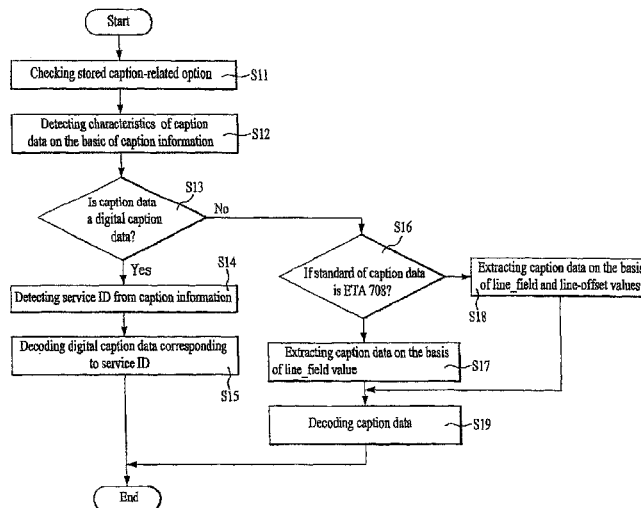 Start
Checking stored caption-related option
S11
Detecting characteristics of caption
data on the basic of caption information
S12
Is caption data
a digital caption
data?
S13
No
Yes
S14
Detecting service ID from caption information
Decoding digital caption data corresponding
to service ID
S15
S16
If standard of caption data
is ETA 708?
Extracting caption data on the basis
of line_field and line-offset values
S18
Extracting caption data on the basis
of line_field value
S17
Decoding caption data
S19
End